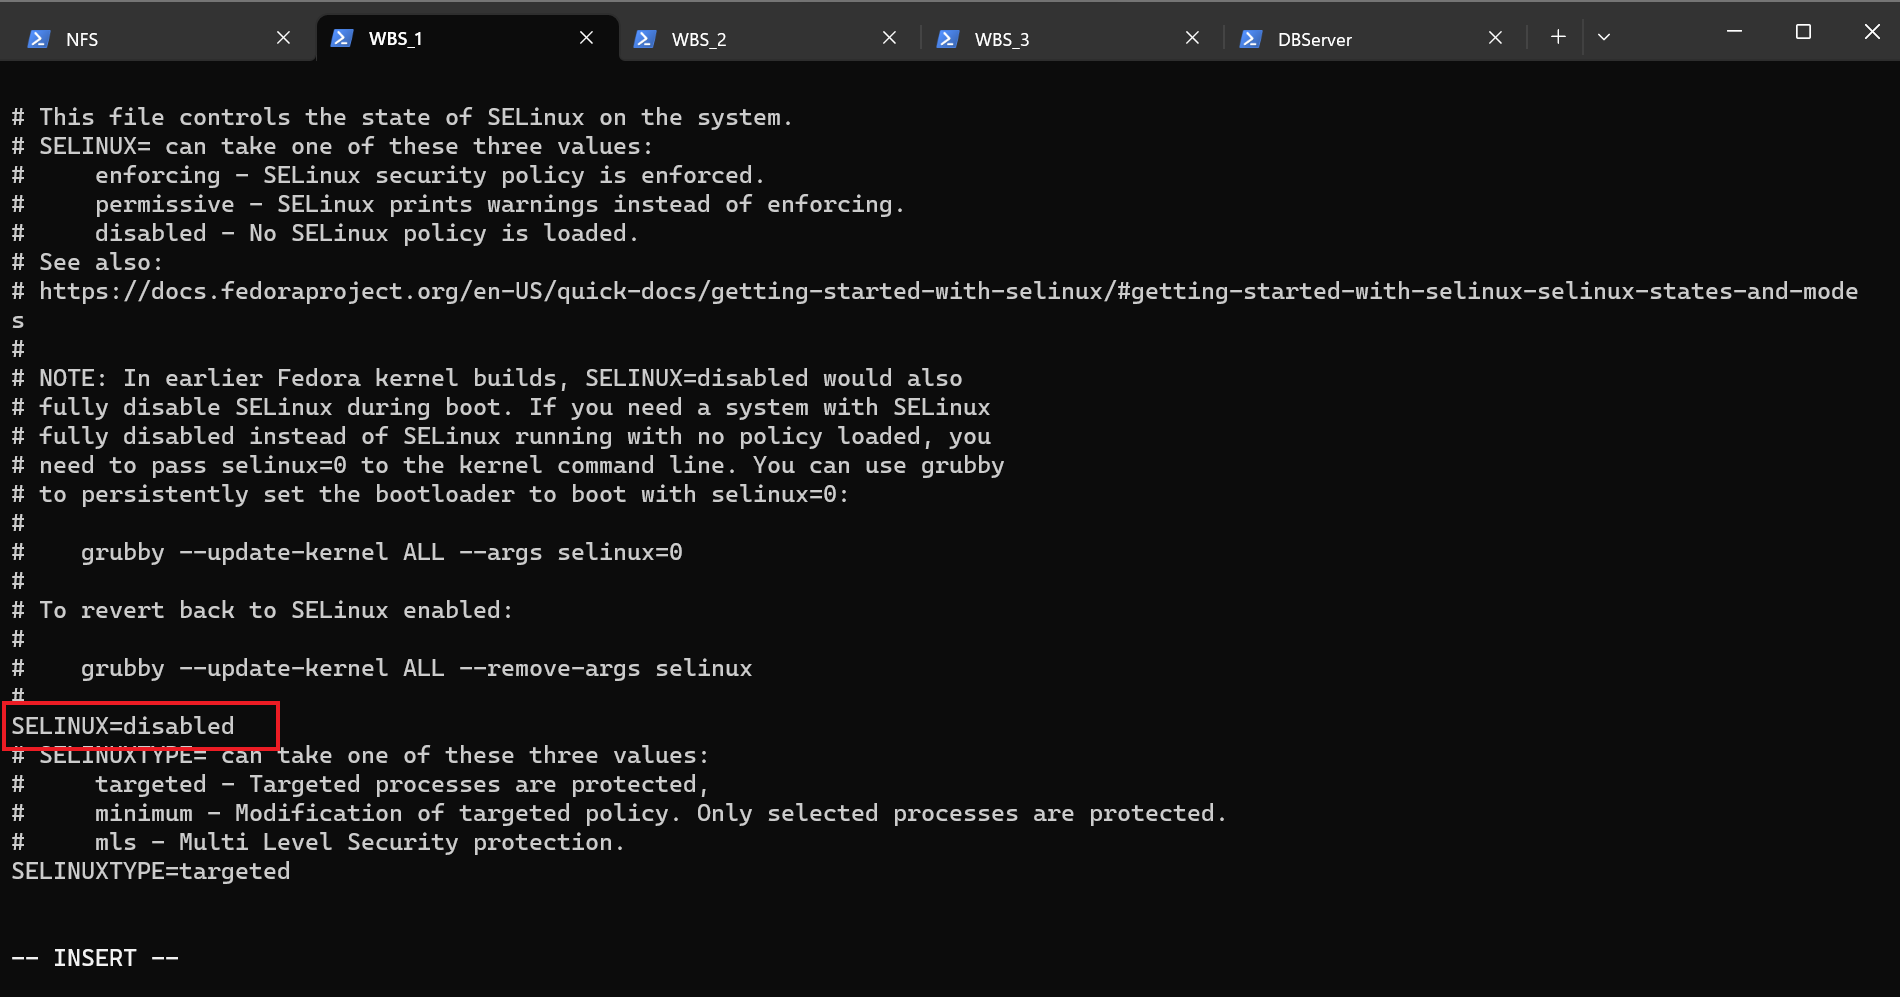 NFS
WBS_1
WBS_2
WBS_3
DBServer
# This file controls the state of SELinux on the system.
# SELINUX= can take one of these three values:
#     enforcing - SELinux security policy is enforced.
#     permissive - SELinux prints warnings instead of enforcing.
#     disabled - No SELinux policy is loaded.
# See also:
# https://docs.fedoraproject.org/en-US/quick-docs/getting-started-with-selinux/#getting-started-with-selinux-selinux-states-and-mode
s
#
# NOTE: In earlier Fedora kernel builds, SELINUX=disabled would also
# fully disable SELinux during boot. If you need a system with SELinux
# fully disabled instead of SELinux running with no policy loaded, you
# need to pass selinux=0 to the kernel command line. You can use grubby
# to persistently set the bootloader to boot with selinux=0:
#
#    grubby --update-kernel ALL --args selinux=0
#
# To revert back to SELinux enabled:
#
#    grubby --update-kernel ALL --remove-args selinux
#
SELINUX=disabled
# SELINUXTYPE= can take one of these three values:
#     targeted - Targeted processes are protected,
#     minimum - Modification of targeted policy. Only selected processes are protected.
#     mls - Multi Level Security protection.
SELINUXTYPE=targeted
-- INSERT --